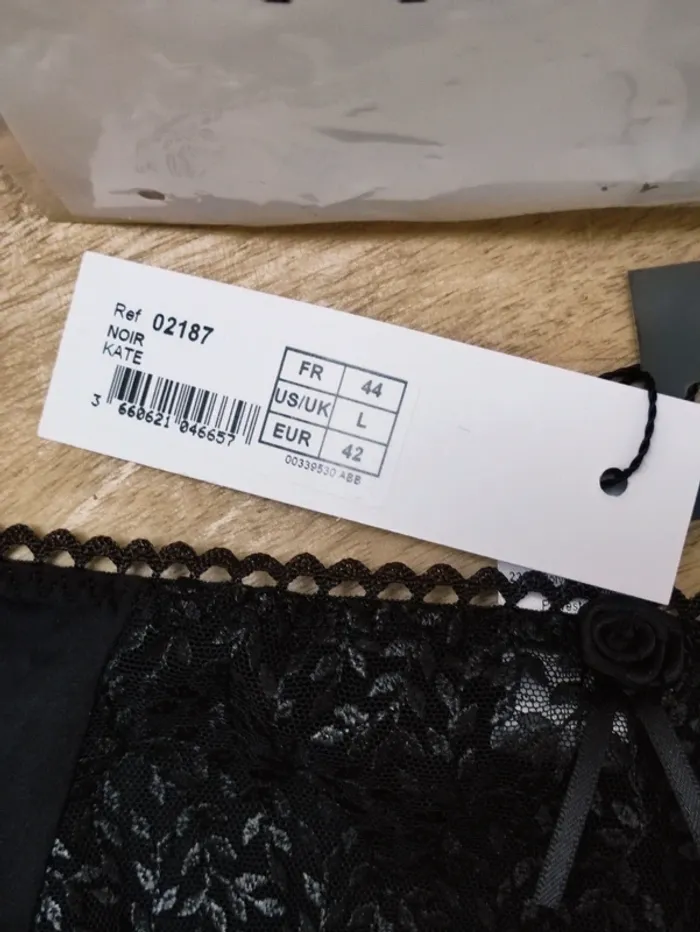 Ref 02187
NOIR
KATE
3 660621 046657
FR 44
US/UK L
EUR 42
00339530 ABB